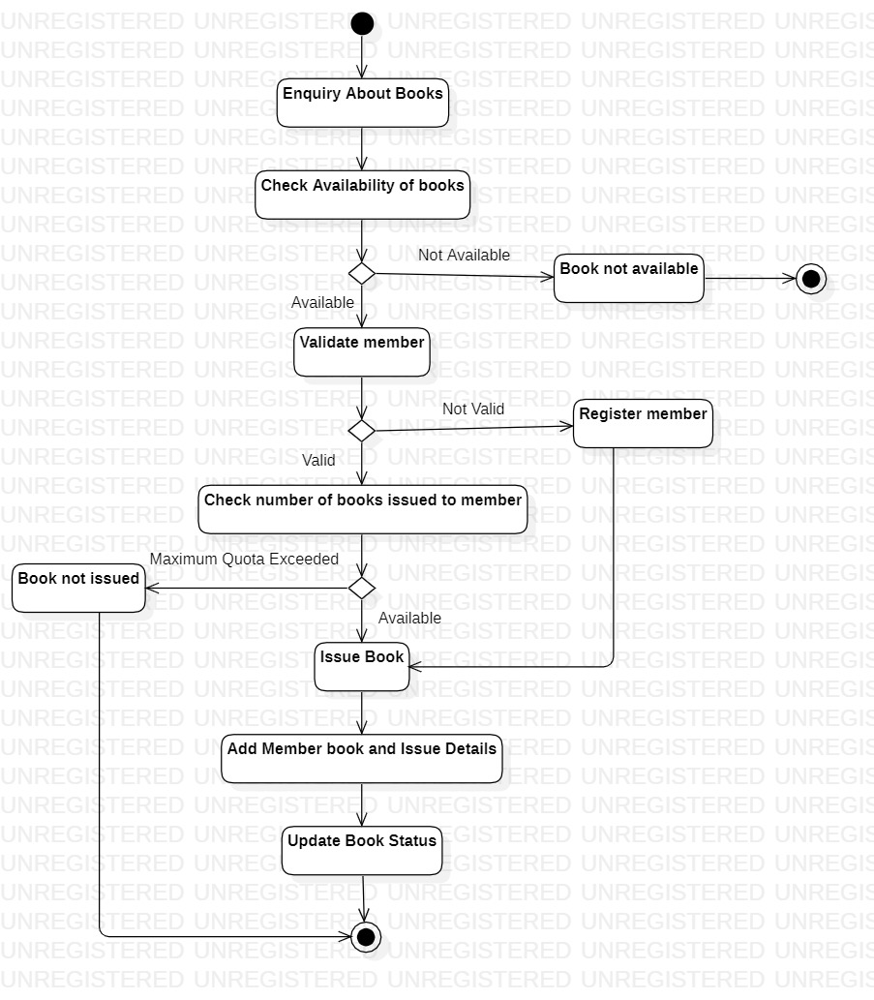 Enquiry About Books
Check Availability of books
Not Available
Book not available
Available
Validate member
Not Valid
Register member
Valid
Check number of books issued to member
Maximum Quota Exceeded
Book not issued
Available
Issue Book
Add Member book and Issue Details
Update Book Status
UNREGISTERED